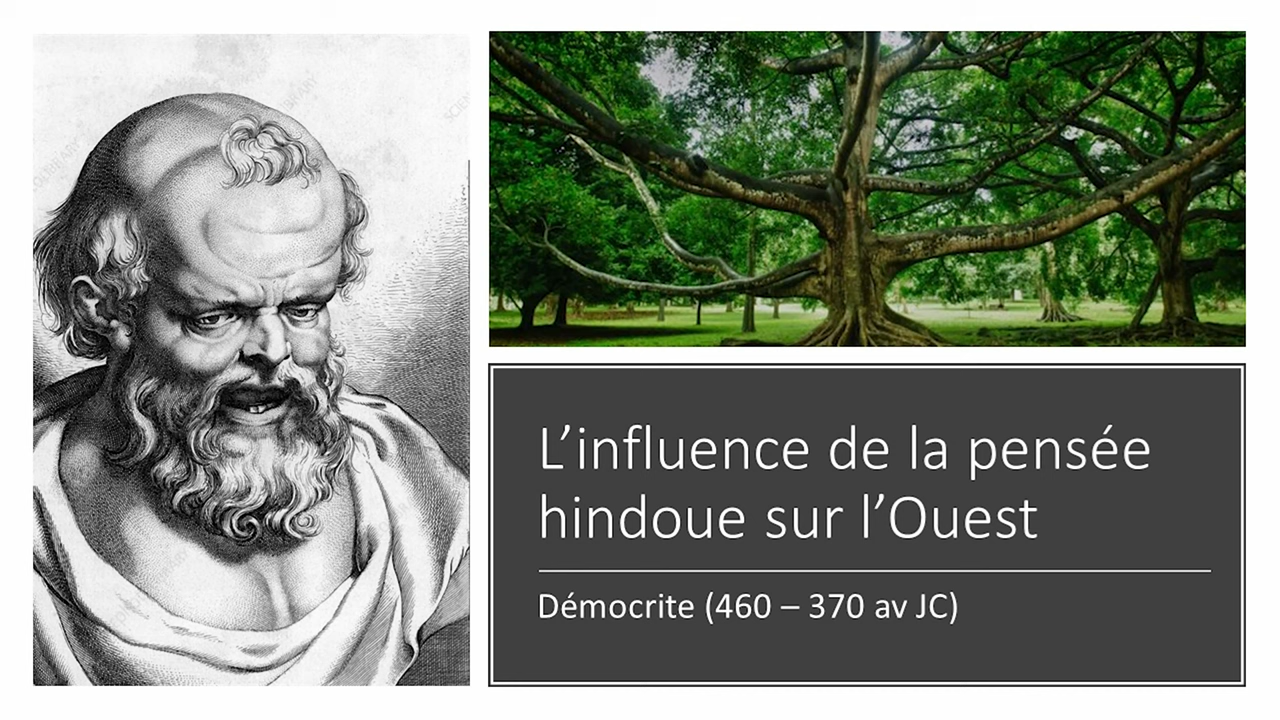 L’influence de la pensée
hindoue sur l’Ouest
Démocrite (460 – 370 av JC)